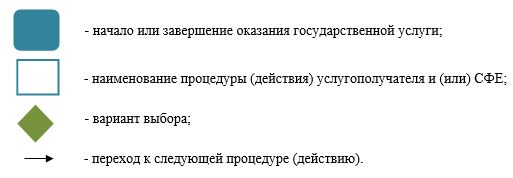 - начало или завершение оказания государственной услуги;
- наименование процедуры (действия) услугополучателя и (или) СФЕ;
- вариант выбора;
- переход к следующей процедуре (действию).